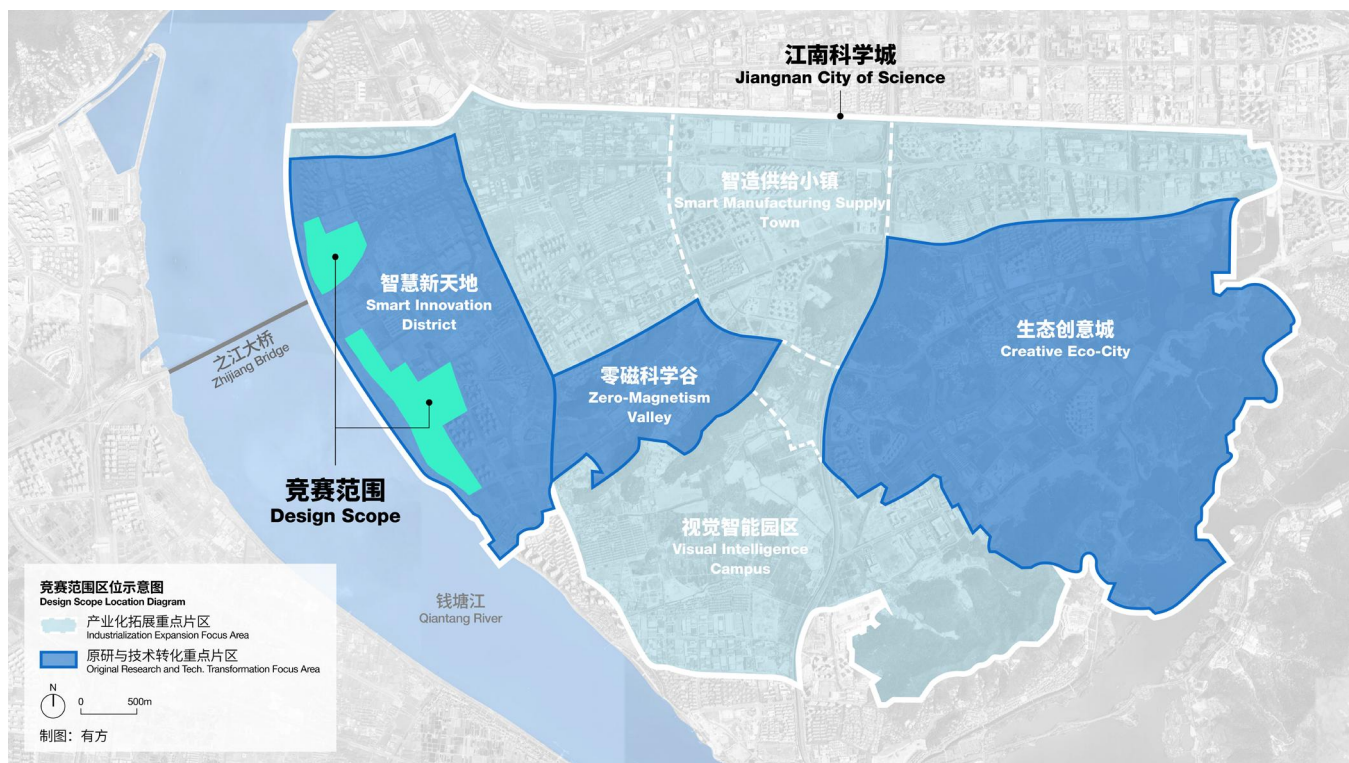 江南科学城
Jiangnan City of Science
智造供给小镇
Smart Manufacturing Supply
Town
智慧新天地
Smart Innovation
District
生态创意城
Creative Eco-City
之江大桥
Zhijiang Bridge
零磁科学谷
Zero-Magnetism
Valley
竞赛范围
Design Scope
视觉智能园区
Visual Intelligence
Campus
钱塘江
Qiantang River
竞赛范围区位示意图
Design Scope Location Diagram
产业化拓展重点片区
Industrialization Expansion Focus Area
原研与技术转化重点片区
Original Research and Tech. Transformation Focus Area
N
0 500m
制图：有方